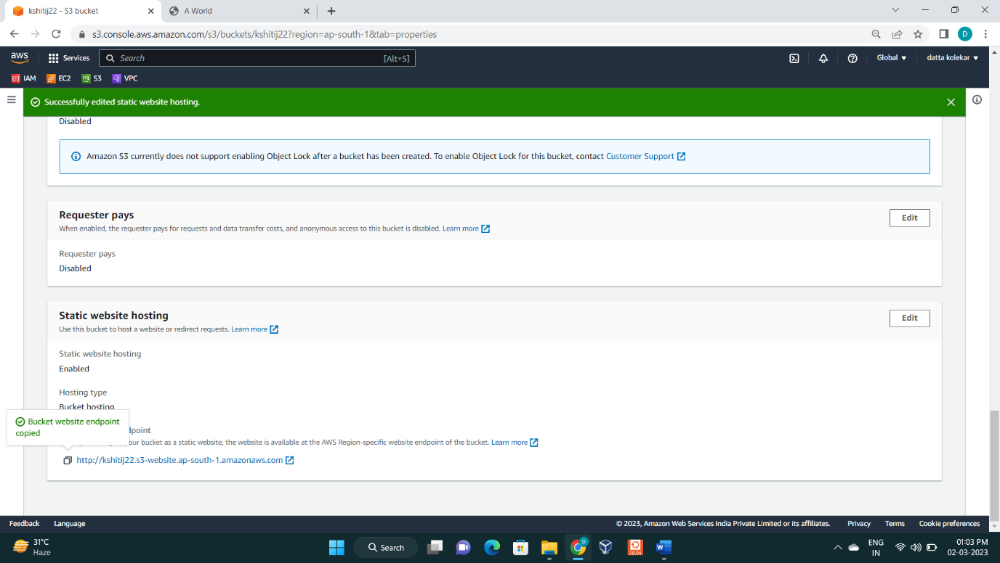 kshitij22 - S3 bucket
A World
s3.console.aws.amazon.com/s3/buckets/kshitij22?region=ap-south-1&tab=properties
D
aws
Services
Search
[Alt+S]
Global
datta kolekar
IAM
EC2
S3
VPC
Successfully edited static website hosting.
Disabled
Amazon S3 currently does not support enabling Object Lock after a bucket has been created. To enable Object Lock for this bucket, contact Customer Support
Requester pays
Edit
When enabled, the requester pays for requests and data transfer costs, and anonymous access to this bucket is disabled. Learn more
Requester pays
Disabled
Static website hosting
Edit
Use this bucket to host a website or redirect requests. Learn more
Static website hosting
Enabled
Hosting type
Bucket hosting
Bucket website endpoint
copied
dpoint
our bucket as a static website, the website is available at the AWS Region-specific website endpoint of the bucket. Learn more
http://kshitij22.s3-website.ap-south-1.amazonaws.com
Feedback
Language
© 2023, Amazon Web Services India Private Limited or its affiliates.
Privacy
Terms
Cookie preferences
31°C
Haze
Search
D
20.04
W
ENG
IN
01:03 PM
02-03-2023